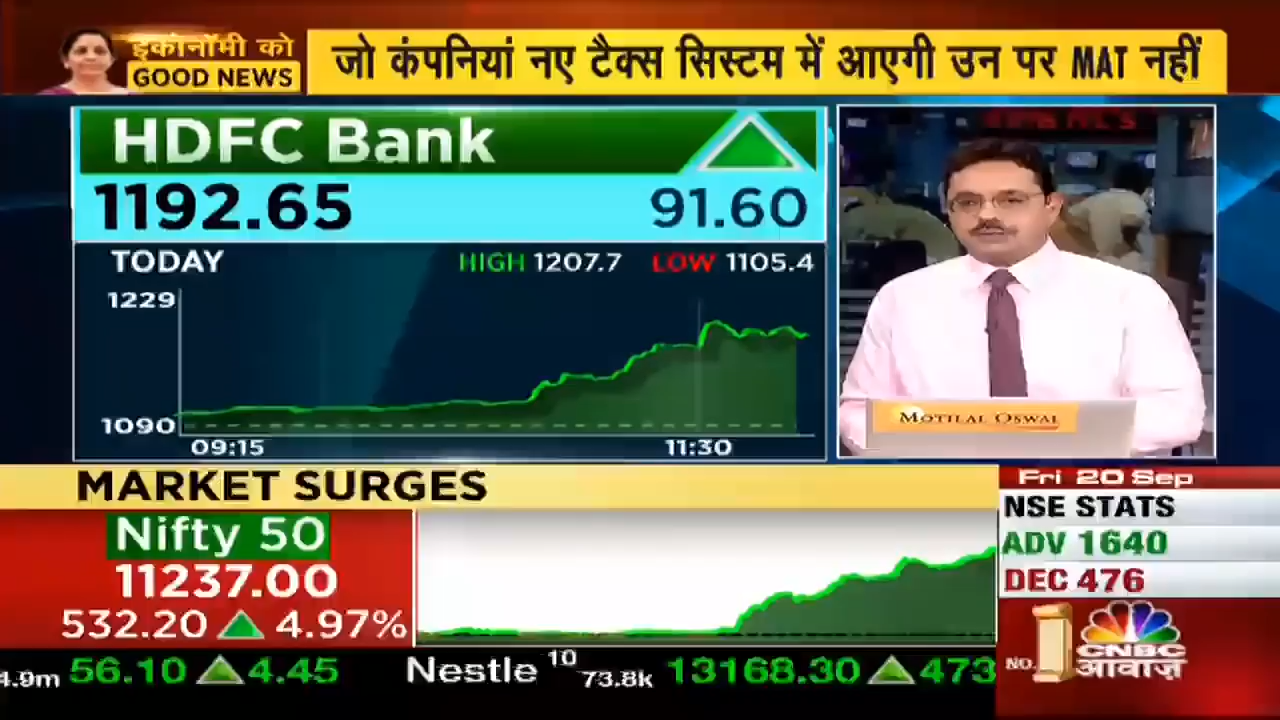 इकोनॉमी को
GOOD NEWS
जो कंपनियां नए टैक्स सिस्टम में आएगी उन पर MAT नहीं
HDFC Bank
1192.65 91.60
TODAY HIGH 1207.7 LOW 1105.4
1229
1090
09:15 11:30
MOTILAL OSWAL
MARKET SURGES
Nifty 50
11237.00
532.20 4.97%
Fri 20 Sep
NSE STATS
ADV 1640
DEC 476
4.9m 56.10 4.45 Nestle 10 73.8k 13168.30 473
NO. 1 CNBC
आवाज़